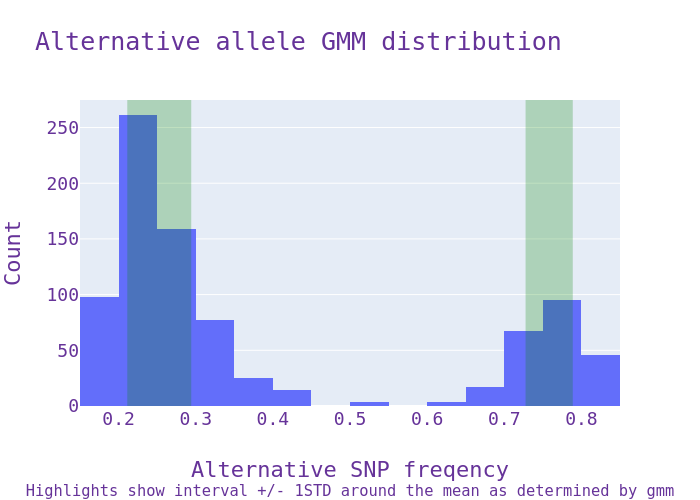 Alternative allele GMM distribution
Count
250
200
150
100
50
0
0.2 0.3 0.4 0.5 0.6 0.7 0.8
Alternative SNP freqency
Highlights show interval +/- 1STD around the mean as determined by gmm